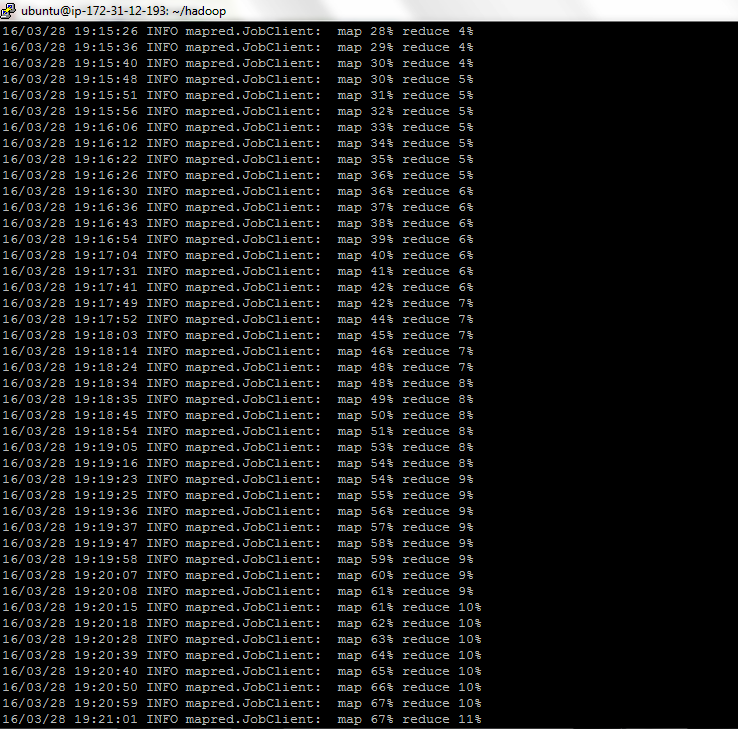 ubuntu@ip-172-31-12-193: ~/hadoop
16/03/28 19:15:26 INFO mapred.JobClient:  map 28% reduce 4%
16/03/28 19:15:36 INFO mapred.JobClient:  map 29% reduce 4%
16/03/28 19:15:40 INFO mapred.JobClient:  map 30% reduce 4%
16/03/28 19:15:48 INFO mapred.JobClient:  map 30% reduce 5%
16/03/28 19:15:51 INFO mapred.JobClient:  map 31% reduce 5%
16/03/28 19:15:56 INFO mapred.JobClient:  map 32% reduce 5%
16/03/28 19:16:06 INFO mapred.JobClient:  map 33% reduce 5%
16/03/28 19:16:12 INFO mapred.JobClient:  map 34% reduce 5%
16/03/28 19:16:22 INFO mapred.JobClient:  map 35% reduce 5%
16/03/28 19:16:26 INFO mapred.JobClient:  map 36% reduce 5%
16/03/28 19:16:30 INFO mapred.JobClient:  map 36% reduce 6%
16/03/28 19:16:36 INFO mapred.JobClient:  map 37% reduce 6%
16/03/28 19:16:43 INFO mapred.JobClient:  map 38% reduce 6%
16/03/28 19:16:54 INFO mapred.JobClient:  map 39% reduce 6%
16/03/28 19:17:04 INFO mapred.JobClient:  map 40% reduce 6%
16/03/28 19:17:31 INFO mapred.JobClient:  map 41% reduce 6%
16/03/28 19:17:41 INFO mapred.JobClient:  map 42% reduce 6%
16/03/28 19:17:49 INFO mapred.JobClient:  map 42% reduce 7%
16/03/28 19:17:52 INFO mapred.JobClient:  map 44% reduce 7%
16/03/28 19:18:03 INFO mapred.JobClient:  map 45% reduce 7%
16/03/28 19:18:14 INFO mapred.JobClient:  map 46% reduce 7%
16/03/28 19:18:24 INFO mapred.JobClient:  map 48% reduce 7%
16/03/28 19:18:34 INFO mapred.JobClient:  map 48% reduce 8%
16/03/28 19:18:35 INFO mapred.JobClient:  map 49% reduce 8%
16/03/28 19:18:45 INFO mapred.JobClient:  map 50% reduce 8%
16/03/28 19:18:54 INFO mapred.JobClient:  map 51% reduce 8%
16/03/28 19:19:05 INFO mapred.JobClient:  map 53% reduce 8%
16/03/28 19:19:16 INFO mapred.JobClient:  map 54% reduce 8%
16/03/28 19:19:23 INFO mapred.JobClient:  map 54% reduce 9%
16/03/28 19:19:25 INFO mapred.JobClient:  map 55% reduce 9%
16/03/28 19:19:36 INFO mapred.JobClient:  map 56% reduce 9%
16/03/28 19:19:37 INFO mapred.JobClient:  map 57% reduce 9%
16/03/28 19:19:47 INFO mapred.JobClient:  map 58% reduce 9%
16/03/28 19:19:58 INFO mapred.JobClient:  map 59% reduce 9%
16/03/28 19:20:07 INFO mapred.JobClient:  map 60% reduce 9%
16/03/28 19:20:08 INFO mapred.JobClient:  map 61% reduce 9%
16/03/28 19:20:15 INFO mapred.JobClient:  map 61% reduce 10%
16/03/28 19:20:18 INFO mapred.JobClient:  map 62% reduce 10%
16/03/28 19:20:28 INFO mapred.JobClient:  map 63% reduce 10%
16/03/28 19:20:39 INFO mapred.JobClient:  map 64% reduce 10%
16/03/28 19:20:40 INFO mapred.JobClient:  map 65% reduce 10%
16/03/28 19:20:50 INFO mapred.JobClient:  map 66% reduce 10%
16/03/28 19:20:59 INFO mapred.JobClient:  map 67% reduce 10%
16/03/28 19:21:01 INFO mapred.JobClient:  map 67% reduce 11%